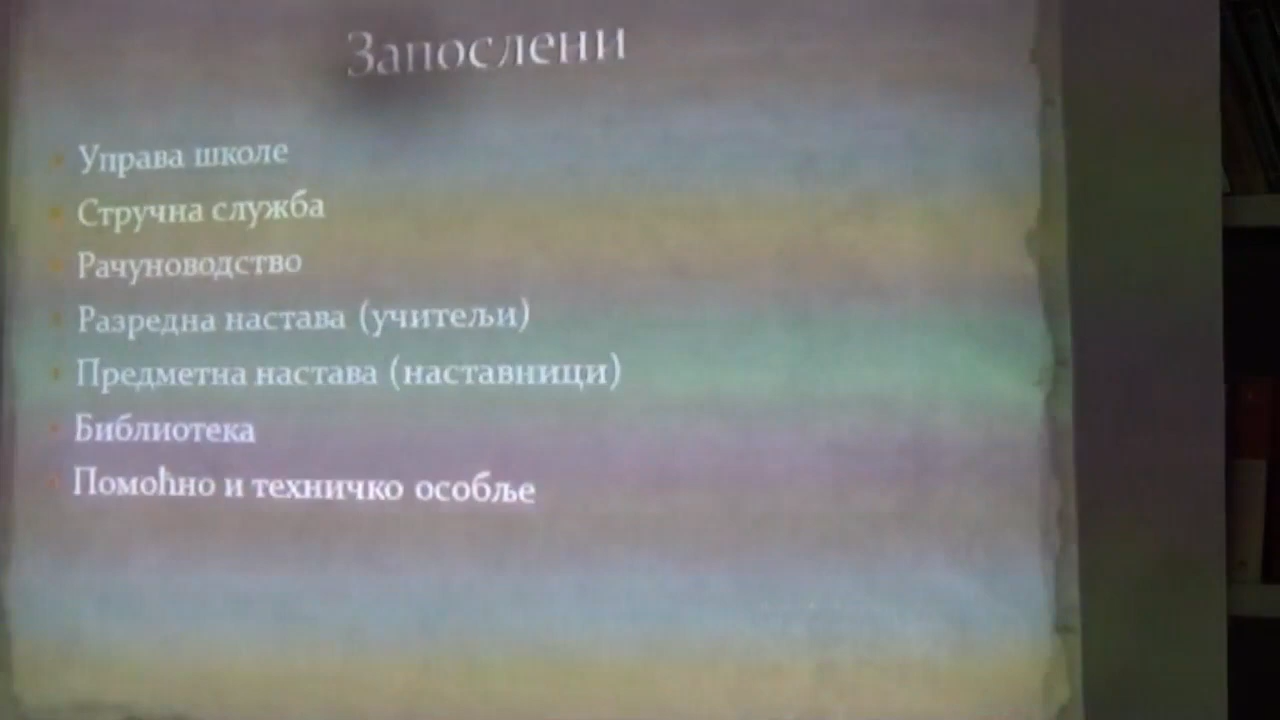 Запослени
Управа школе
Стручна служба
Рачуноводство
Разредна настава (учитељи)
Предметна настава (наставници)
Библиотека
Помоћно и техничко особље